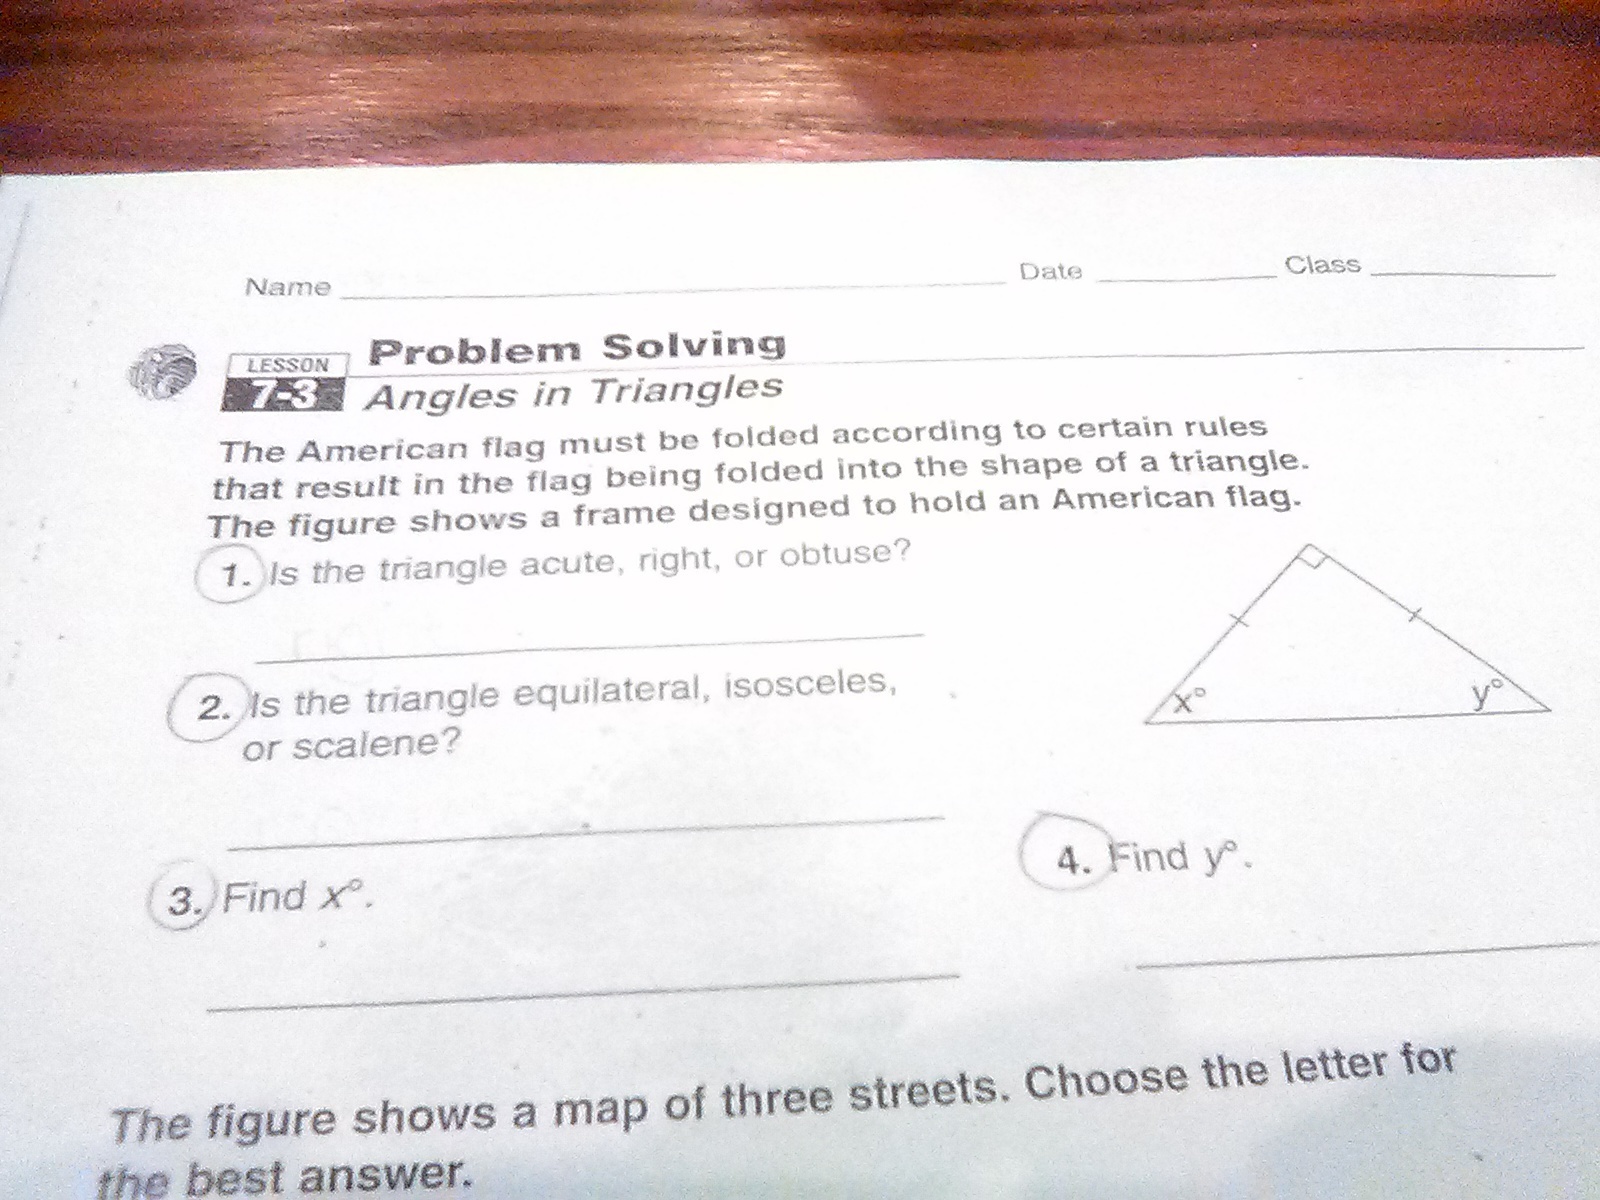 Name Date Class
LESSON 7-3 Problem Solving
Angles in Triangles
The American flag must be folded according to certain rules
that result in the flag being folded into the shape of a triangle.
The figure shows a frame designed to hold an American flag.
1. Is the triangle acute, right, or obtuse?
2. Is the triangle equilateral, isosceles,
or scalene?
x° y°
3. Find x°.
4. Find y°.
The figure shows a map of three streets. Choose the letter for
the best answer.